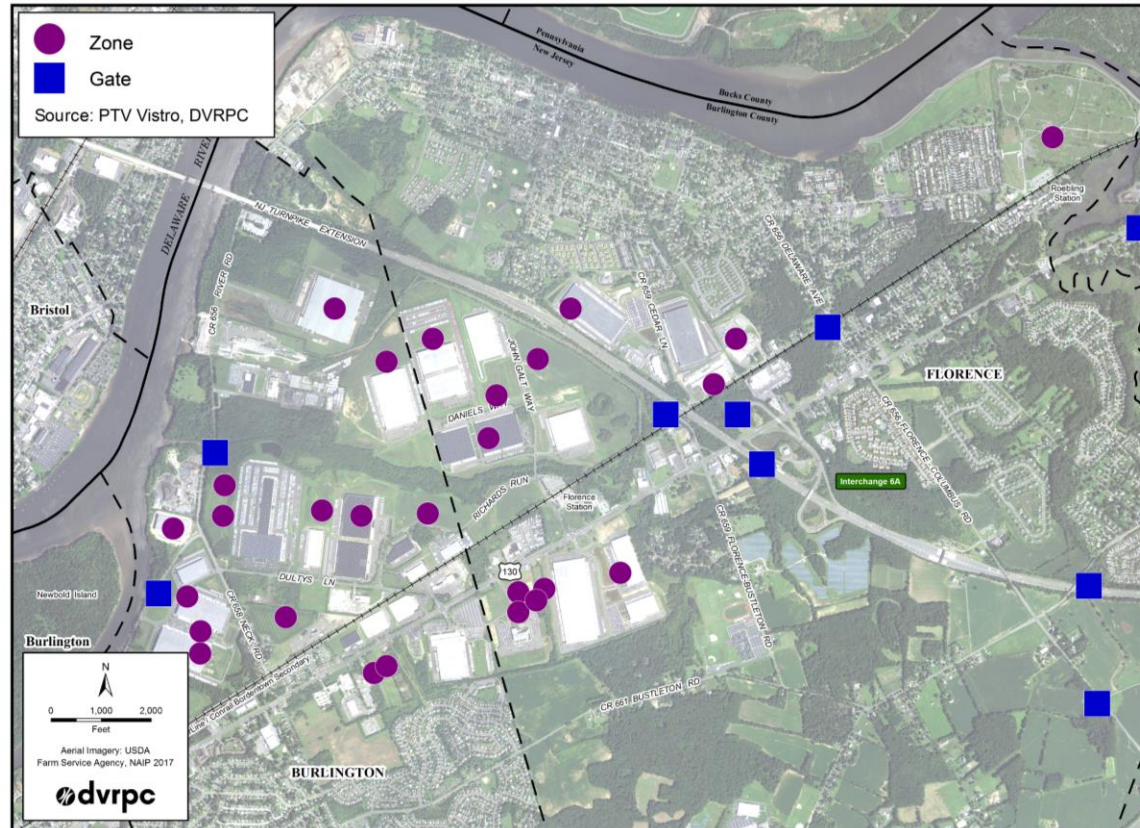 Zone
Gate
Source: PTV Vistro, DVRPC
Pennsylvania
New Jersey
Bucks County
Burlington County
DELAWARE RIVER
NJ TURNPIKE EXTENSION
CR 656 RIVER RD
Bristol
CR 656 DELAWARE AVE
Roebling
Station
CR 659 CEDAR LN
JOHN GALT WAY
FLORENCE
DANIELS WAY
CR 656 FLORENCE-COLUMBUS RD
Interchange 6A
RICHARDS RUN
Florence
Station
CR 659 FLORENCE-BUSTLETON RD
130
DULTYS LN
Newbold Island
CR 658 NECK RD
Burlington
Line \ Conrail Bordentown Secondary
CR 661 BUSTLETON RD
BURLINGTON
N
0 1,000 2,000
Feet
Aerial Imagery: USDA
Farm Service Agency, NAIP 2017
dvrpc